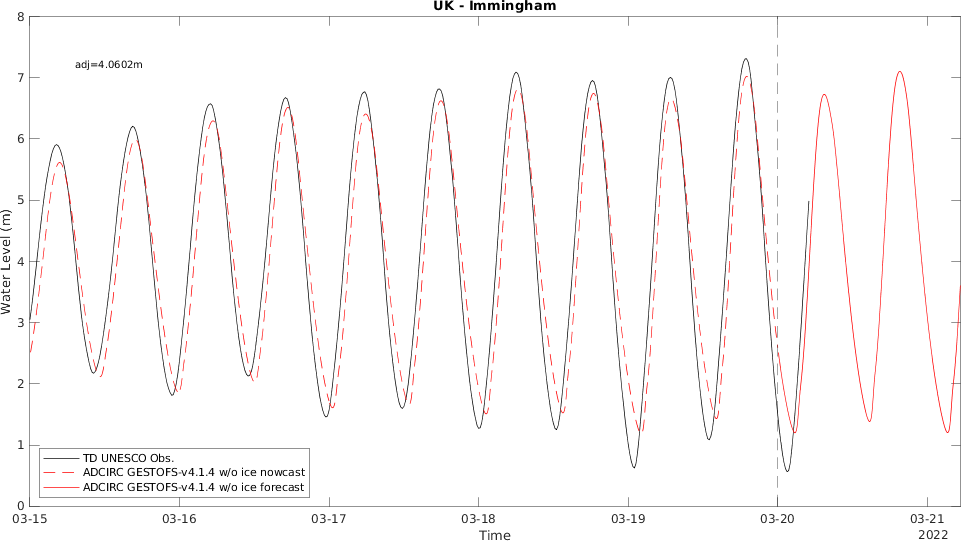 UK - Immingham
adj=4.0602m
8
7
6
5
4
3
2
1
0
Water Level (m)
TD UNESCO Obs.
ADCIRC GESTOFS-v4.1.4 w/o ice nowcast
ADCIRC GESTOFS-v4.1.4 w/o ice forecast
03-15 03-16 03-17 03-18 03-19 03-20 03-21
Time
2022